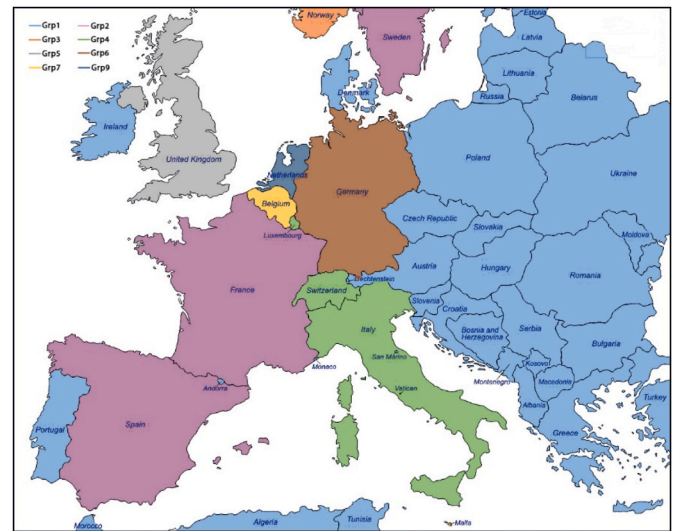 Grp1 Grp2
Grp3 Grp4
Grp5 Grp6
Grp7 Grp9
Norway
Sweden
Estonia
Latvia
Lithuania
Russia
Belarus
Denmark
Ireland
United Kingdom
Netherlands
Poland
Germany
Ukraine
Belgium
Luxembourg
Czech Republic
Slovakia
Moldova
Austria
Hungary
Romania
Liechtenstein
Switzerland
France
Slovenia
Croatia
Bosnia and
Herzegovina
Serbia
Bulgaria
Italy
San Marino
Monaco
Kosovo
Montenegro
Macedonia
Andorra
Vatican
Albania
Turkey
Portugal
Spain
Greece
Morocco
Algeria
Tunisia
Malta